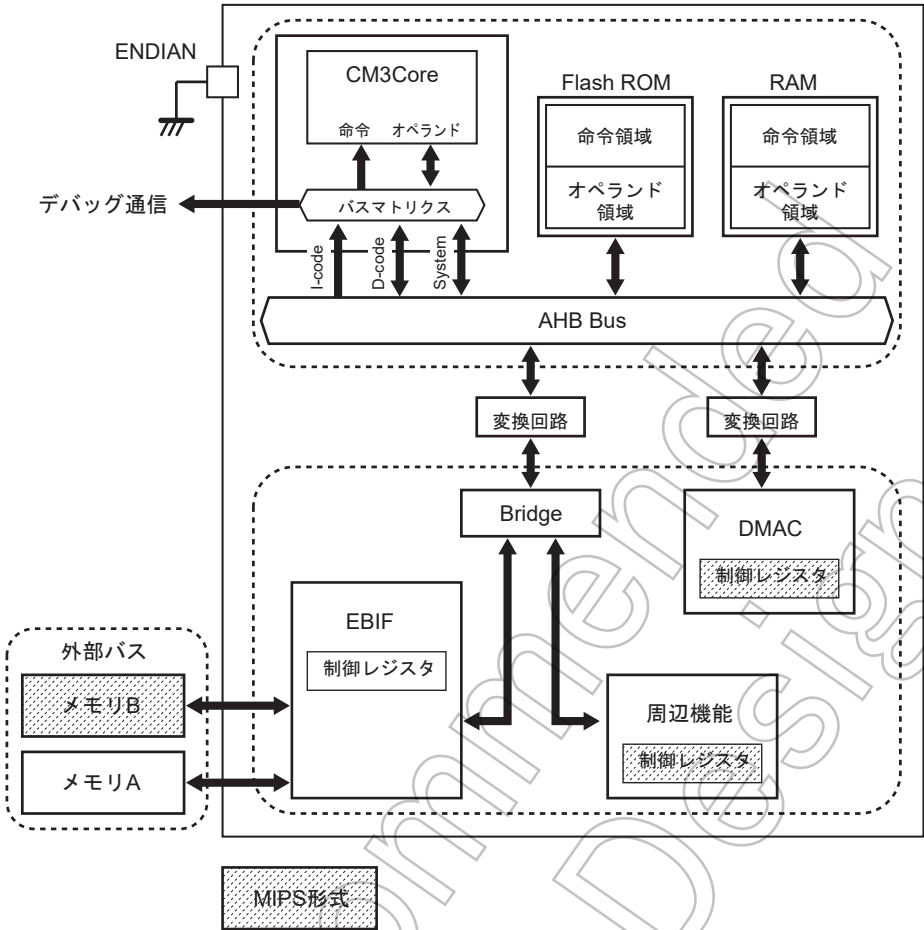 ENDIAN
CM3Core
命令 オペランド
バスマトリクス
デバッグ通信
I-code
D-code
System
Flash ROM
命令領域
オペランド
領域
RAM
命令領域
オペランド
領域
AHB Bus
変換回路
変換回路
Bridge
DMAC
制御レジスタ
EBIF
制御レジスタ
周辺機能
制御レジスタ
外部バス
メモリB
メモリA
MIPS形式
ommended
Design